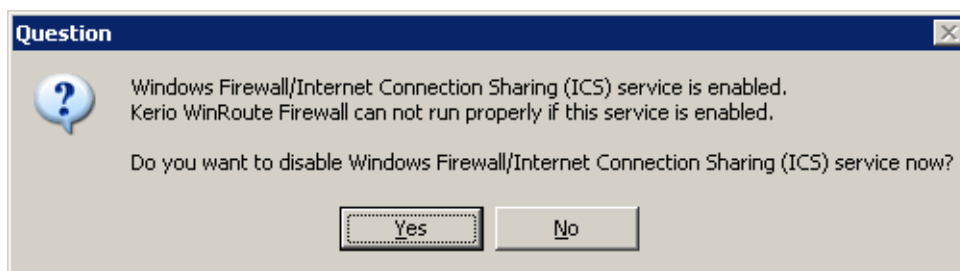 Question
Windows Firewall/Internet Connection Sharing (ICS) service is enabled.
Kerio WinRoute Firewall can not run properly if this service is enabled.
Do you want to disable Windows Firewall/Internet Connection Sharing (ICS) service now?
Yes No